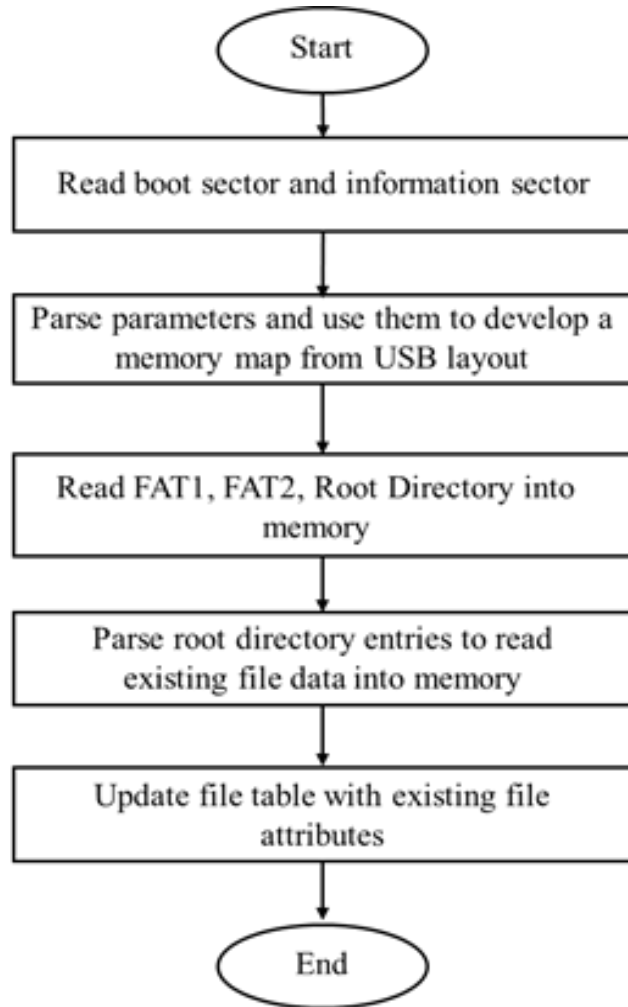 Start
Read boot sector and information sector
Parse parameters and use them to develop a
memory map from USB layout
Read FAT1, FAT2, Root Directory into
memory
Parse root directory entries to read
existing file data into memory
Update file table with existing file
attributes
End